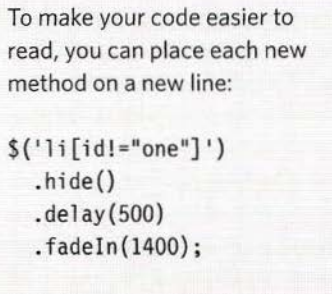 To make your code easier to
read, you can place each new
method on a new line:
$('li[id!="one"]')
.hide()
.delay(500)
.fadeIn(1400);